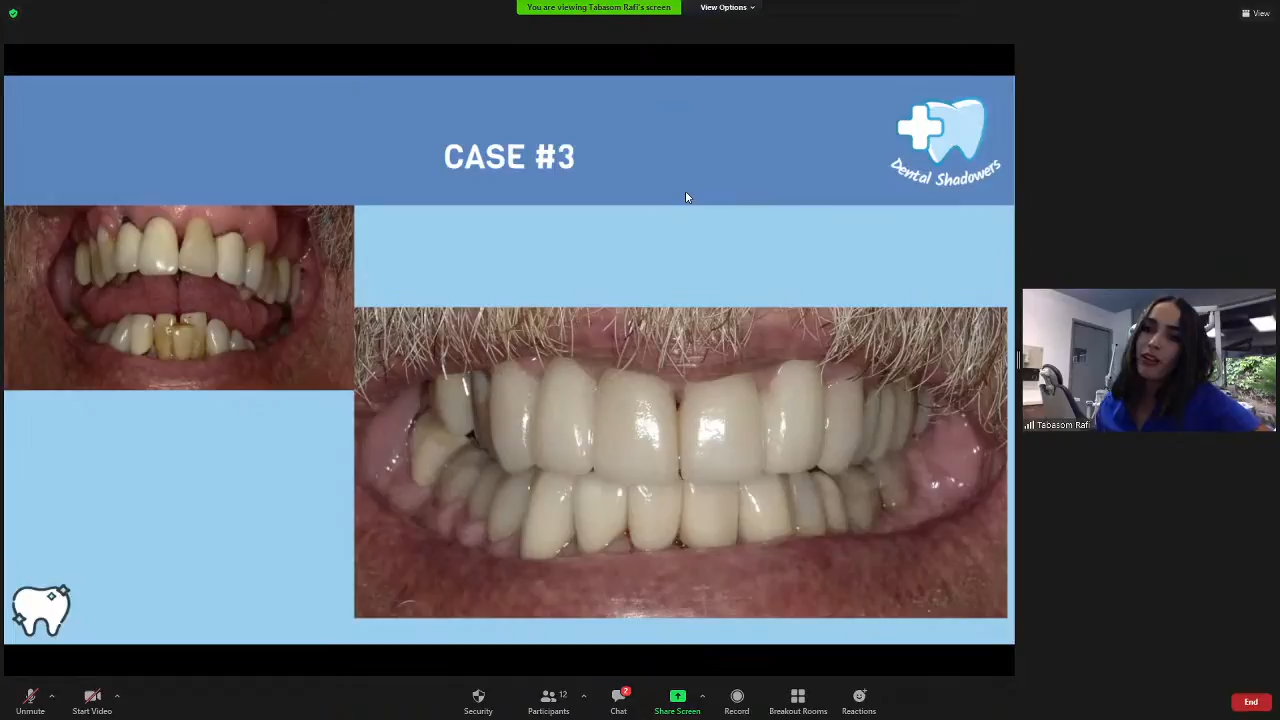 You are viewing Tabasom Rafi's screen
View Options
View
CASE #3
Dental Shadowers
Tabasom Rafi
Unmute
Start Video
Security
12
Participants
2
Chat
Share Screen
Record
Breakout Rooms
Reactions
End